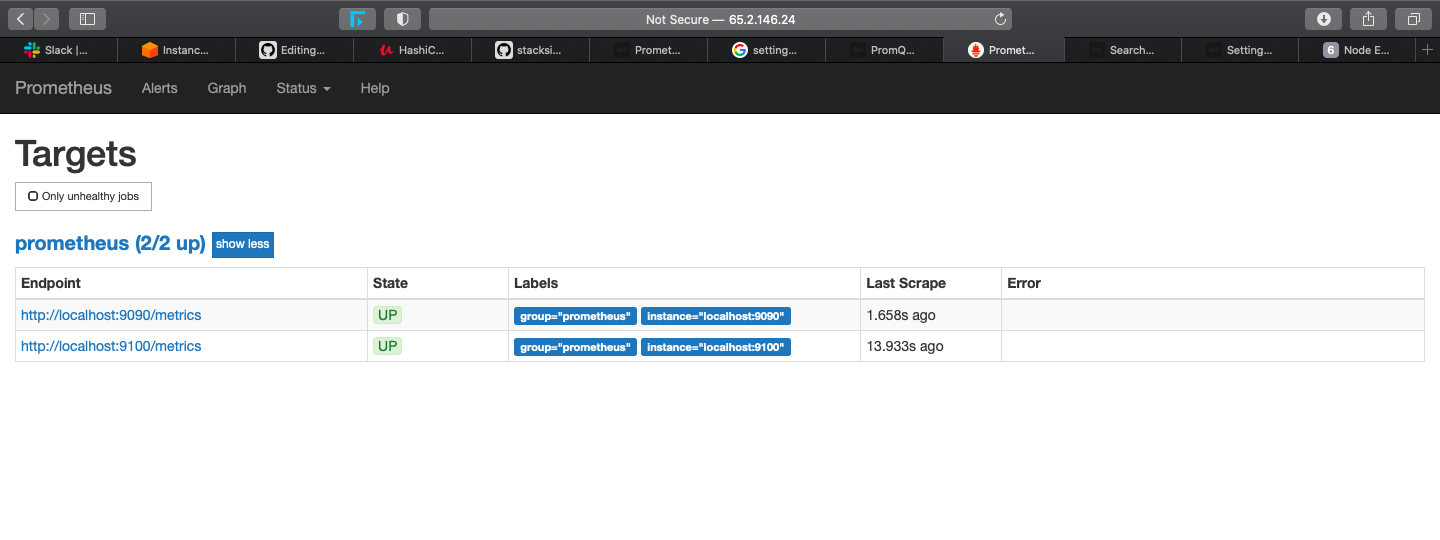 Not Secure — 65.2.146.24
Slack |... Instanc... Editing... HashiC... stacksi... Promet... setting... PromQ... Promet... Search... Setting... 6 Node E...
Prometheus Alerts Graph Status Help
Targets
Only unhealthy jobs
prometheus (2/2 up) show less
Endpoint State Labels Last Scrape Error
http://localhost:9090/metrics UP group="prometheus" instance="localhost:9090" 1.658s ago
http://localhost:9100/metrics UP group="prometheus" instance="localhost:9100" 13.933s ago